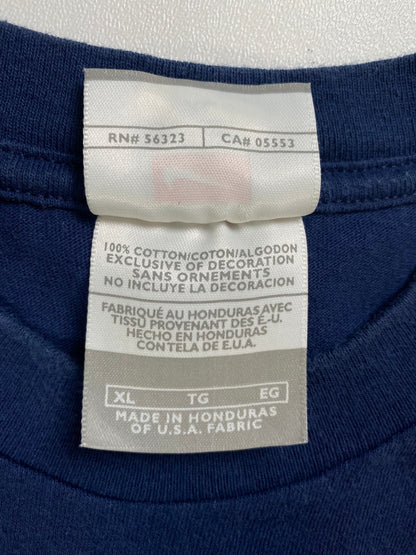 RN# 56323 CA# 05553
100% COTTON/COTON/ALGODON
EXCLUSIVE OF DECORATION
SANS ORNEMENTS
NO INCLUYE LA DECORACION
FABRIQUÉ AU HONDURAS AVEC
TISSU PROVENANT DES É.-U.
HECHO EN HONDURAS
CON TELA DE E.U.A.
XL TG EG
MADE IN HONDURAS
OF U.S.A. FABRIC